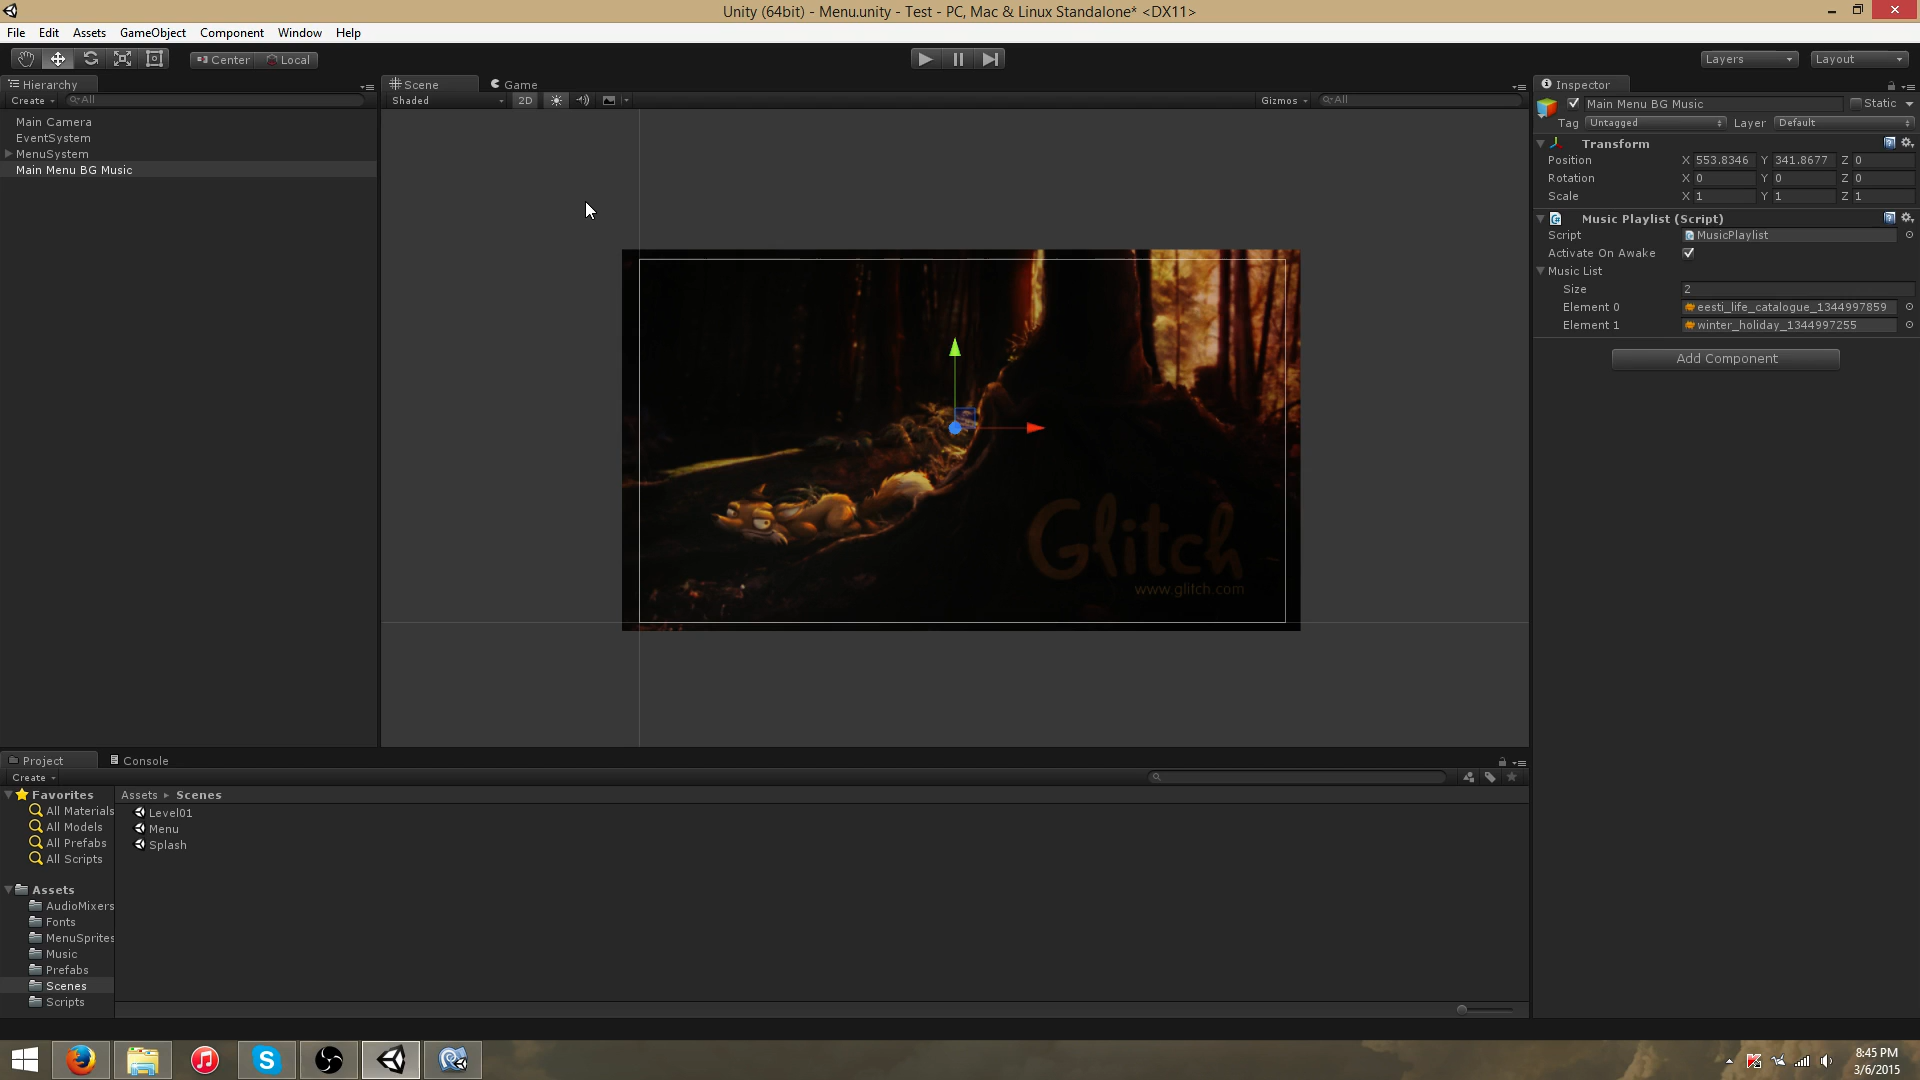 Unity (64bit) - Menu.unity - Test - PC, Mac & Linux Standalone* <DX11>
File Edit Assets GameObject Component Window Help
Center Local Layers Layout
Hierarchy
Create All
Main Camera
EventSystem
MenuSystem
Main Menu BG Music
Scene Game
Shaded 2D Gizmos All
Glitch
www.glitch.com
Inspector
Main Menu BG Music Static
Tag Untagged Layer Default
Transform
Position X 553.8346 Y 341.8677 Z 0
Rotation X 0 Y 0 Z 0
Scale X 1 Y 1 Z 1
Music Playlist (Script)
Script MusicPlaylist
Activate On Awake
Music List
Size 2
Element 0 eesti_life_catalogue_1344997859
Element 1 winter_holiday_1344997255
Add Component
Project Console
Create
Favorites
All Materials
All Models
All Prefabs
All Scripts
Assets
AudioMixers
Fonts
MenuSprites
Music
Prefabs
Scenes
Scripts
Assets Scenes
Level01
Menu
Splash
8:45 PM
3/6/2015